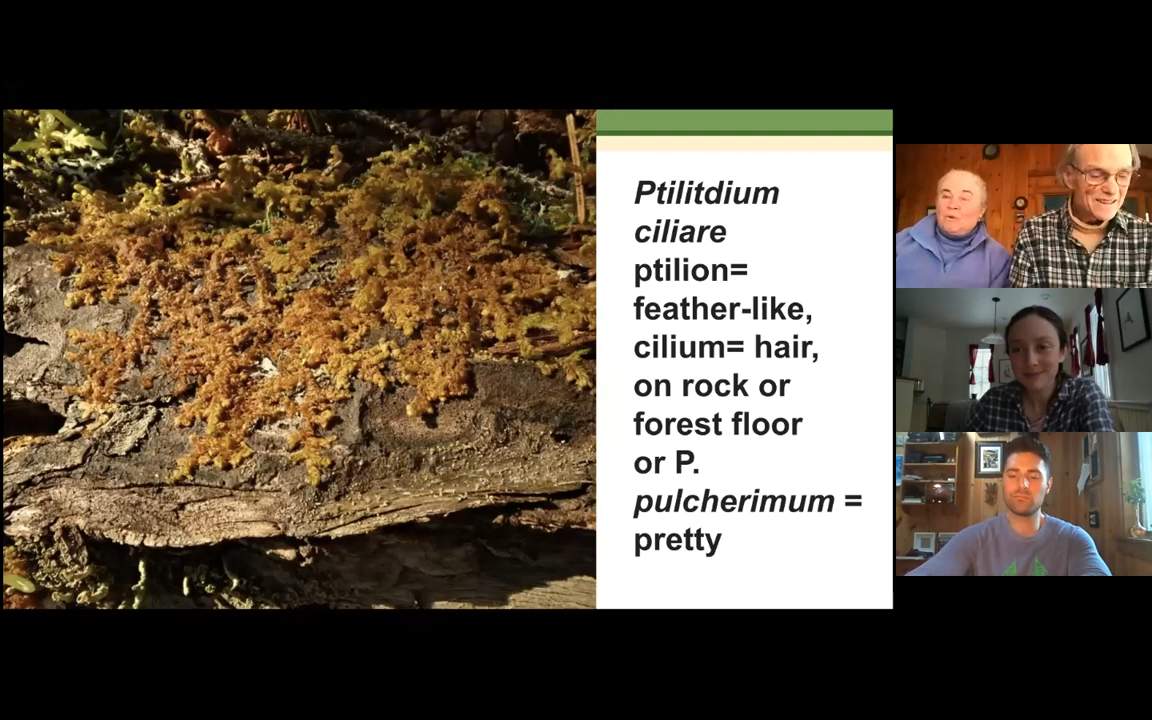 Ptilitdium
ciliare
ptilion=
feather-like,
cilium= hair,
on rock or
forest floor
or P.
pulcherimum =
pretty